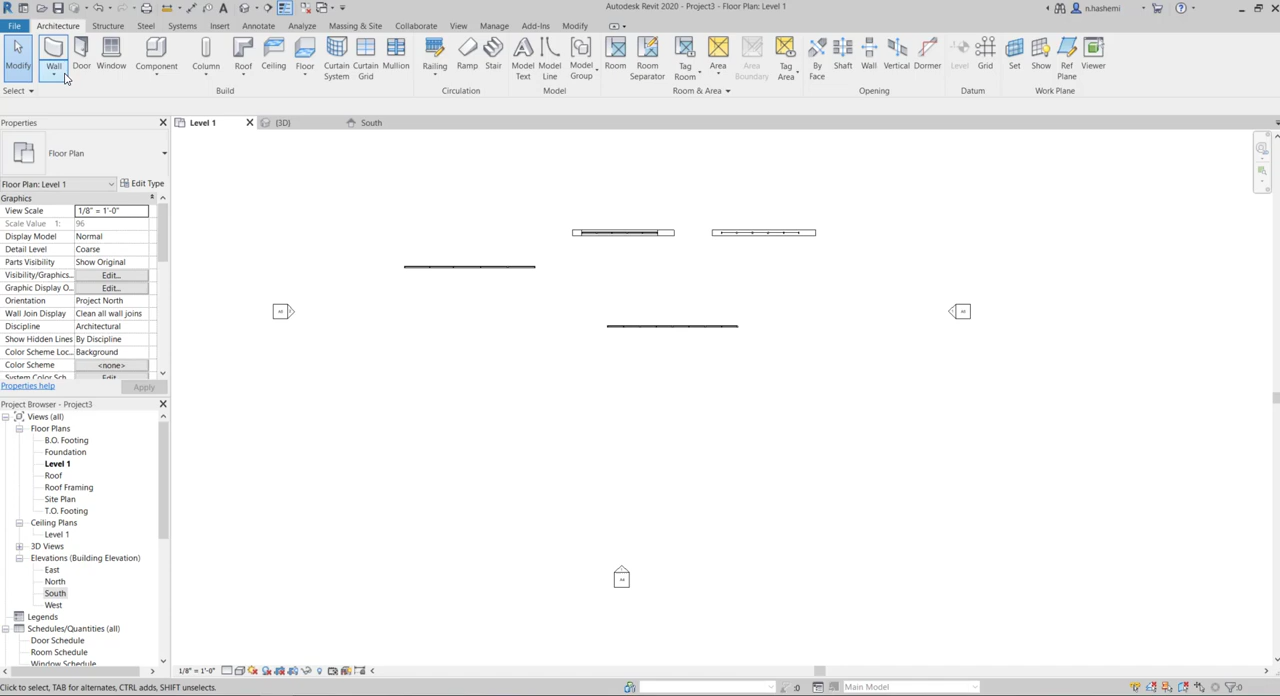 Autodesk Revit 2020 - Project3 - Floor Plan: Level 1
n.hashemi
File Architecture Structure Steel Systems Insert Annotate Analyze Massing & Site Collaborate View Manage Add-Ins Modify
Modify Wall Door Window Component Column Roof Ceiling Floor Curtain System Curtain Grid Mullion Railing Ramp Stair Model Text Model Line Model Group Room Room Separator Tag Room Area Area Boundary Tag Area By Face Shaft Wall Vertical Dormer Level Grid Set Show Ref Plane Viewer
Select Build Circulation Model Room & Area Opening Datum Work Plane
Properties
Level 1 {3D} South
Floor Plan
Floor Plan: Level 1 Edit Type
Graphics
View Scale 1/8" = 1'-0"
Scale Value 1: 96
Display Model Normal
Detail Level Coarse
Parts Visibility Show Original
Visibility/Graphics... Edit...
Graphic Display O... Edit...
Orientation Project North
Wall Join Display Clean all wall joins
Discipline Architectural
Show Hidden Lines By Discipline
Color Scheme Loc... Background
Color Scheme <none>
System Color Sch... Edit...
Properties help Apply
Project Browser - Project3
Views (all)
Floor Plans
B.O. Footing
Foundation
Level 1
Roof
Roof Framing
Site Plan
T.O. Footing
Ceiling Plans
Level 1
3D Views
Elevations (Building Elevation)
East
North
South
West
Legends
Schedules/Quantities (all)
Door Schedule
Room Schedule
Window Schedule
1/8" = 1'-0"
Click to select, TAB for alternates, CTRL adds, SHIFT unselects.
:0
Main Model
:0